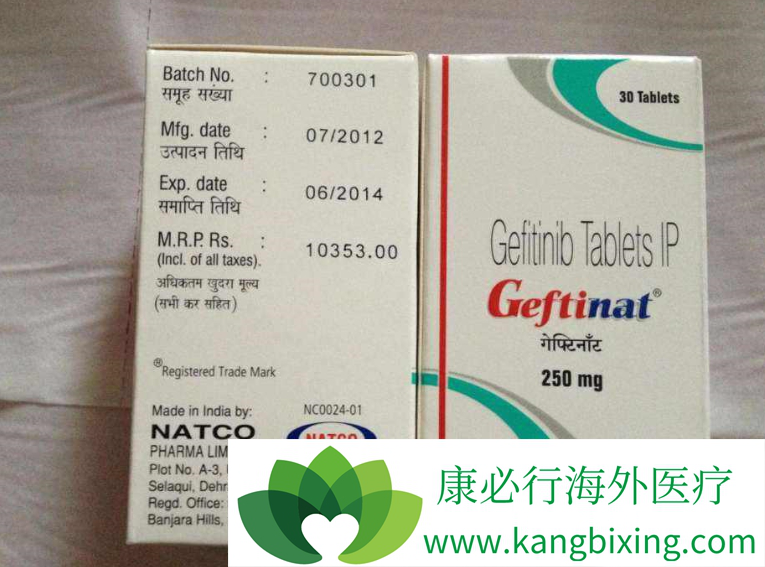 Batch No. : 700301
समूह सख्या
Mfg. date : 07/2012
उत्पादन तिथि
Exp. date : 06/2014
समाप्ति तिथि
M.R.P. Rs. : 10353.00
(Incl. of all taxes).
अधिकतम खुदरा मूल्य
(सभी कर सहित)
®Registered Trade Mark
Made in India by: NC0024-01
NATCO NATCO
PHARMA LIM
Plot No. A-3,
Selaqui, Dehr
Regd. Office:
Banjara Hills,
30 Tablets
Gefitinib Tablets IP
Geftinat®
गेफ्टिनॉट
250 mg
康必行海外医疗
www.kangbixing.com